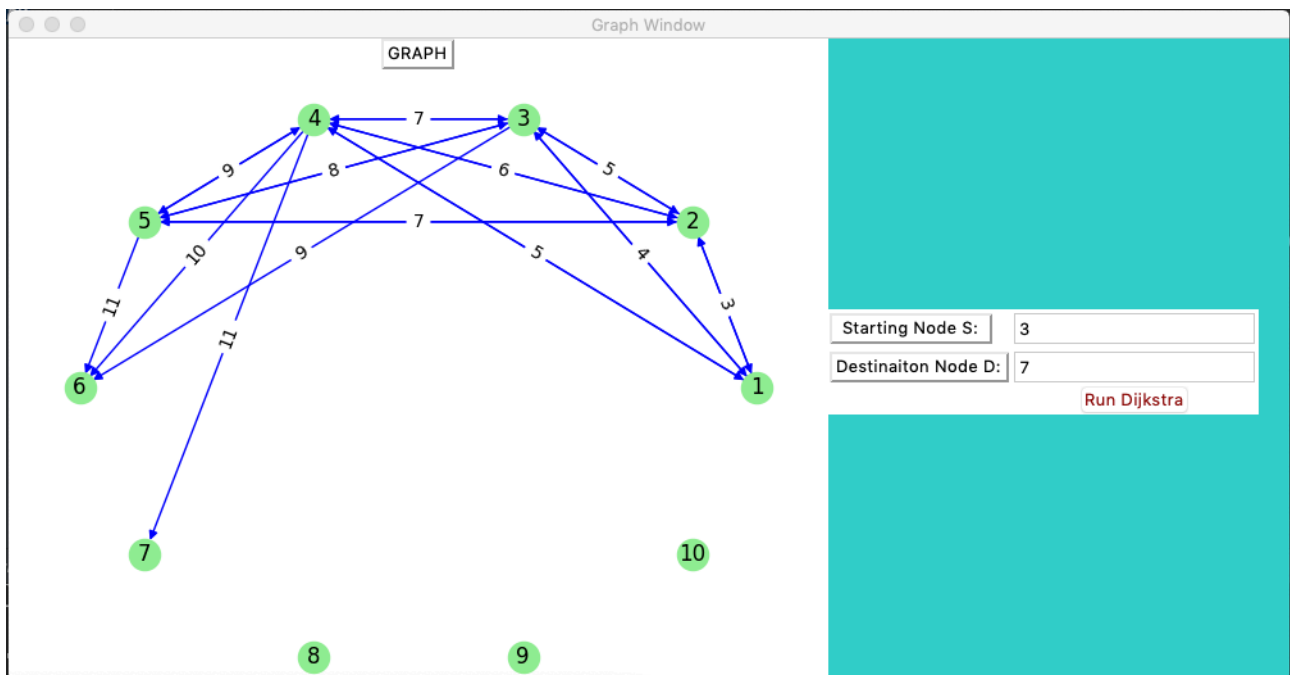 Graph Window
GRAPH
4 7 3
9 8 6 5
5 7 2
10 9 5 4
11 3
11
6 1
7 10
8 9
Starting Node S: 3
Destinaiton Node D: 7
Run Dijkstra